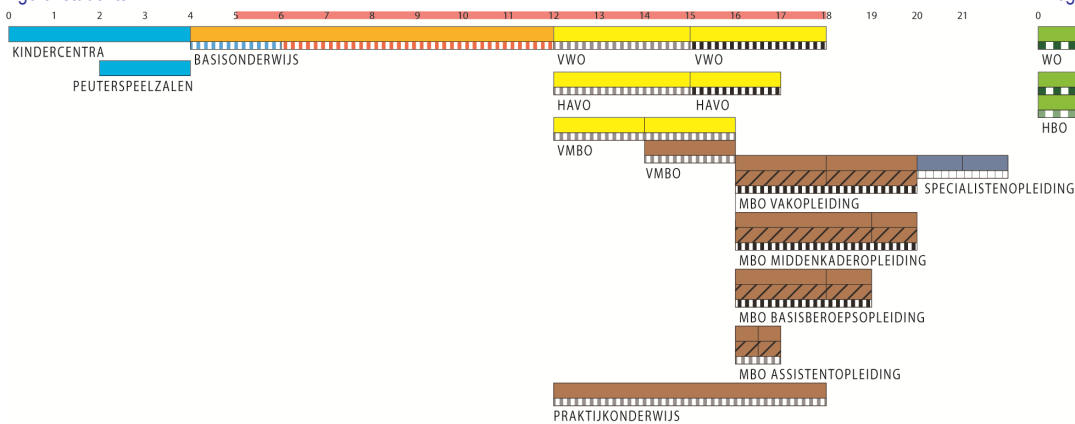 0 1 2 3 4 5 6 7 8 9 10 11 12 13 14 15 16 17 18 19 20 21 0
KINDERCENTRA BASISONDERWIJS VWO VWO WO
PEUTERSPEELZALEN
HAVO HAVO
HBO
VMBO
VMBO
SPECIALISTENOPLEIDING
MBO VAKOPLEIDING
MBO MIDDENKADEROPLEIDING
MBO BASISBEROEPSOPLEIDING
MBO ASSISTENTOPLEIDING
PRAKTIJKONDERWIJS